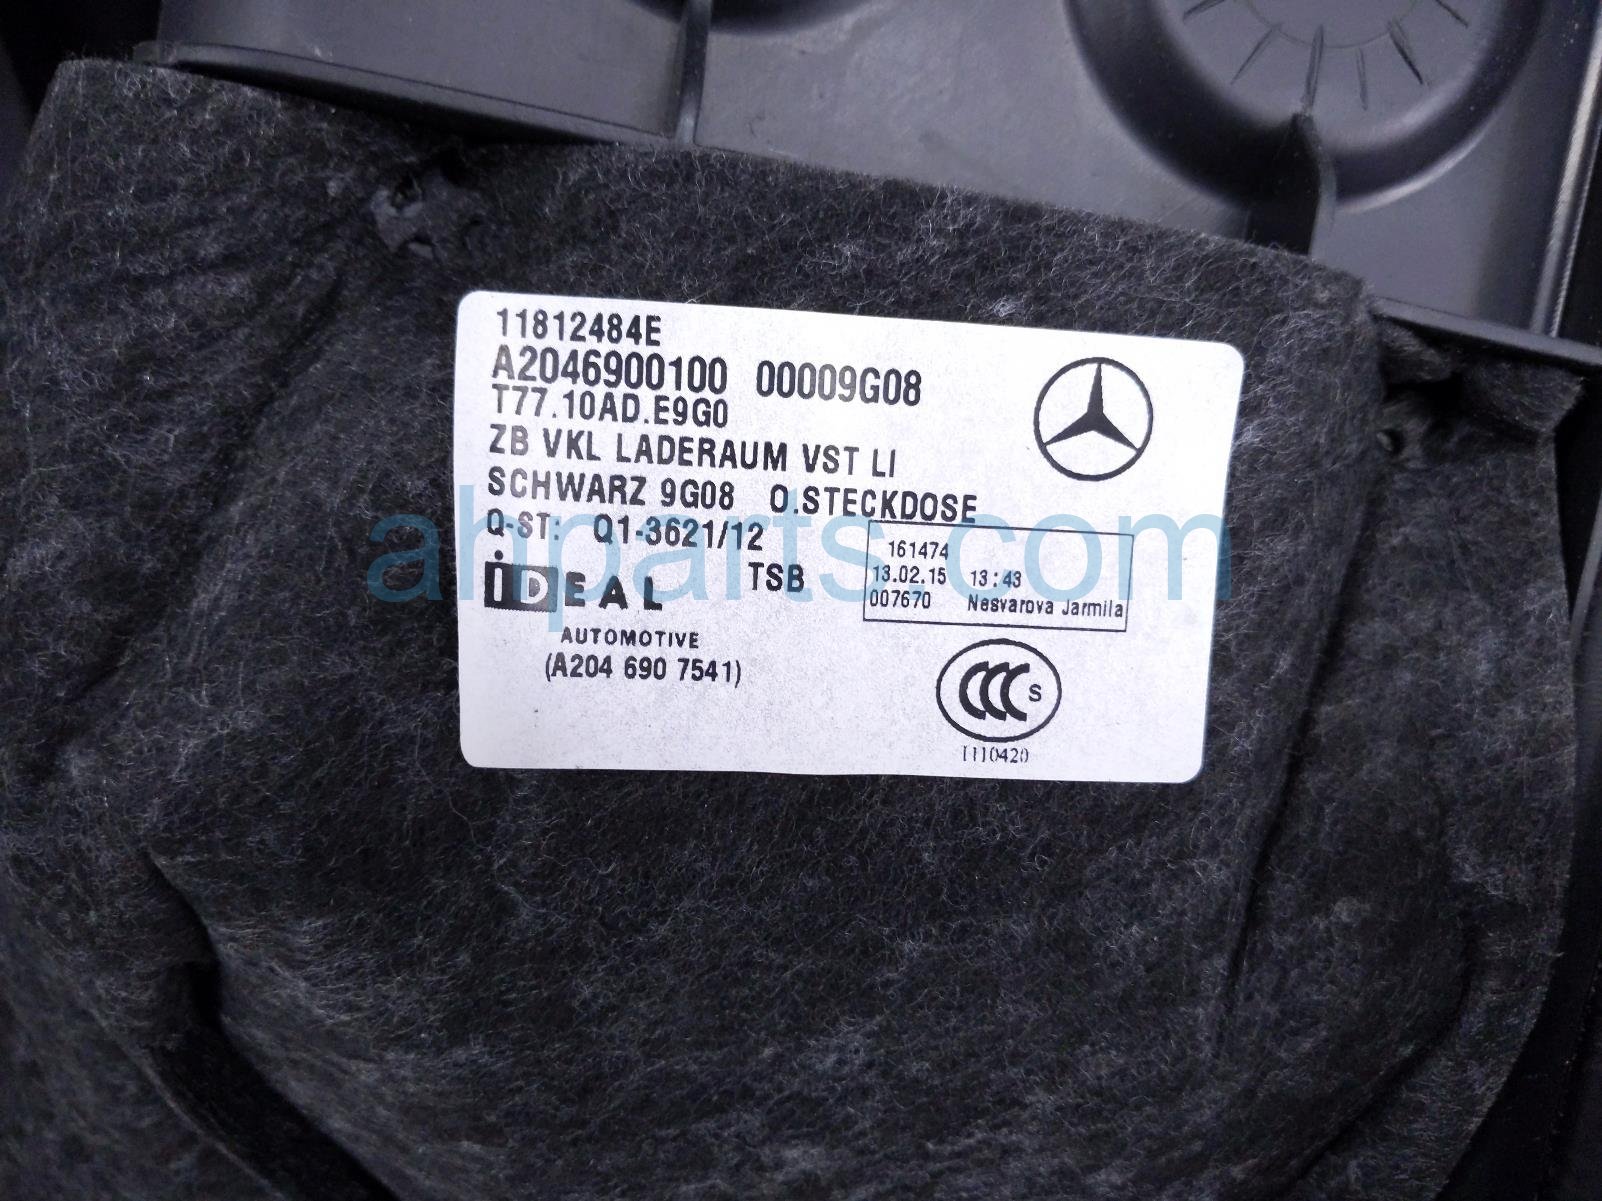 11812484E
A2046900100 00009G08
T77.10AD.E9G0
ZB VKL LADERAUM VST LI
SCHWARZ 9G08 O.STECKDOSE
Q-ST: Q1-3621/12
iDEAL TSB
AUTOMOTIVE
(A204 690 7541)
161474
13.02.15 13:43
007670 Nesvarova Jarmila
CCC S
1110420
ahparts.com